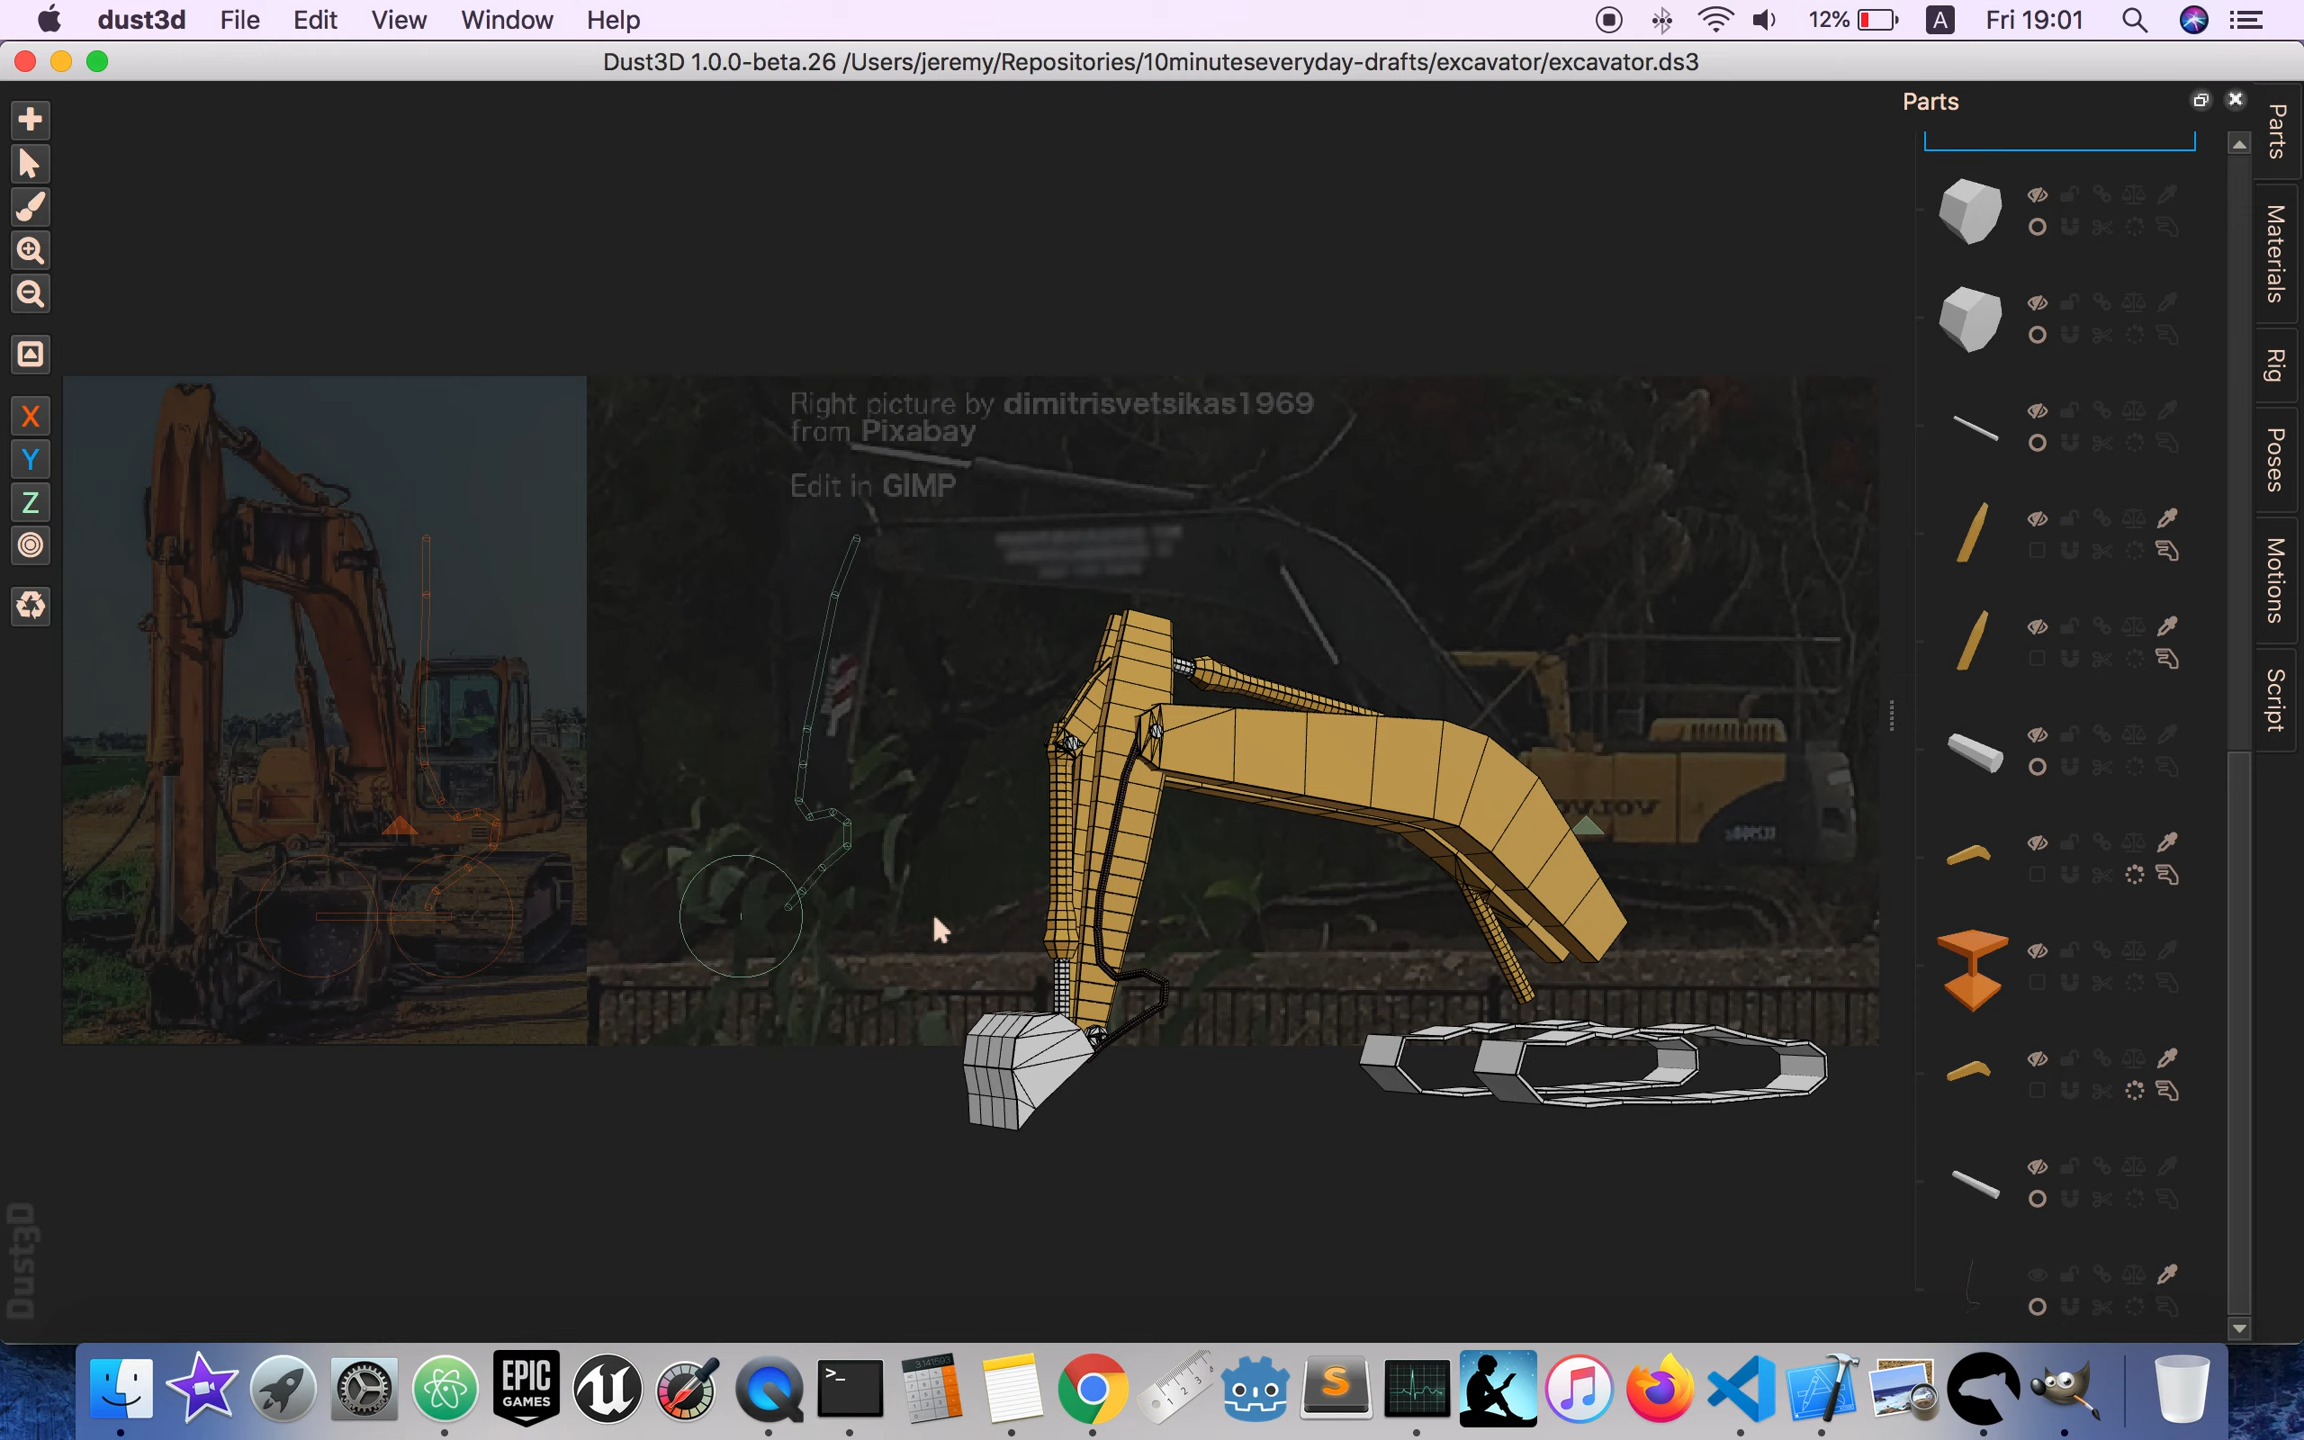 dust3d File Edit View Window Help 12% A Fri 19:01
Dust3D 1.0.0-beta.26 /Users/jeremy/Repositories/10minuteseveryday-drafts/excavator/excavator.ds3
Parts
Parts
Materials
Rig
Poses
Motions
Script
X
Y
Z
Right picture by dimitrisvetsikas1969
from Pixabay
Edit in GIMP
Dust3D
EPIC
GAMES